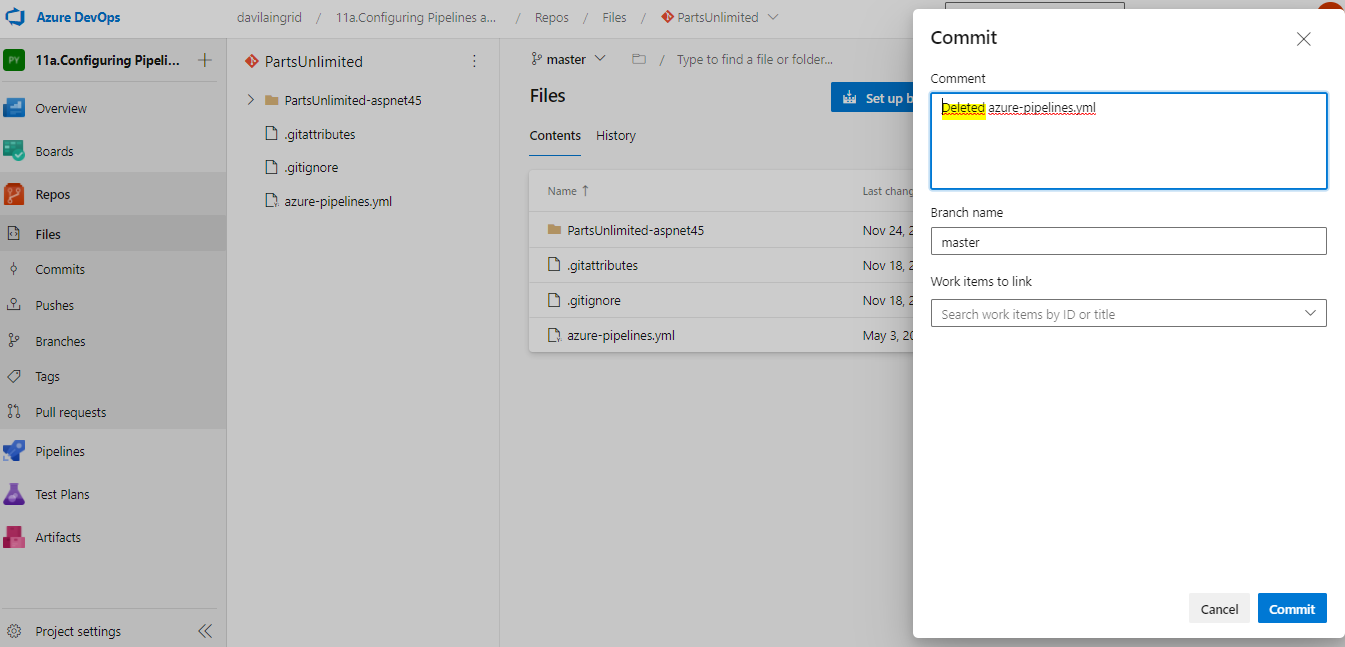 Azure DevOps
davilaingrid / 11a.Configuring Pipelines a... / Repos / Files / PartsUnlimited
PY 11a.Configuring Pipeli...
Overview
Boards
Repos
Files
Commits
Pushes
Branches
Tags
Pull requests
Pipelines
Test Plans
Artifacts
Project settings
PartsUnlimited
PartsUnlimited-aspnet45
.gitattributes
.gitignore
azure-pipelines.yml
master / Type to find a file or folder...
Files
Set up b
Contents History
Name ↑ Last chang
PartsUnlimited-aspnet45 Nov 24, 2
.gitattributes Nov 18, 2
.gitignore Nov 18, 2
azure-pipelines.yml May 3, 20
Commit
Comment
Deleted azure-pipelines.yml
Branch name
master
Work items to link
Search work items by ID or title
Cancel Commit